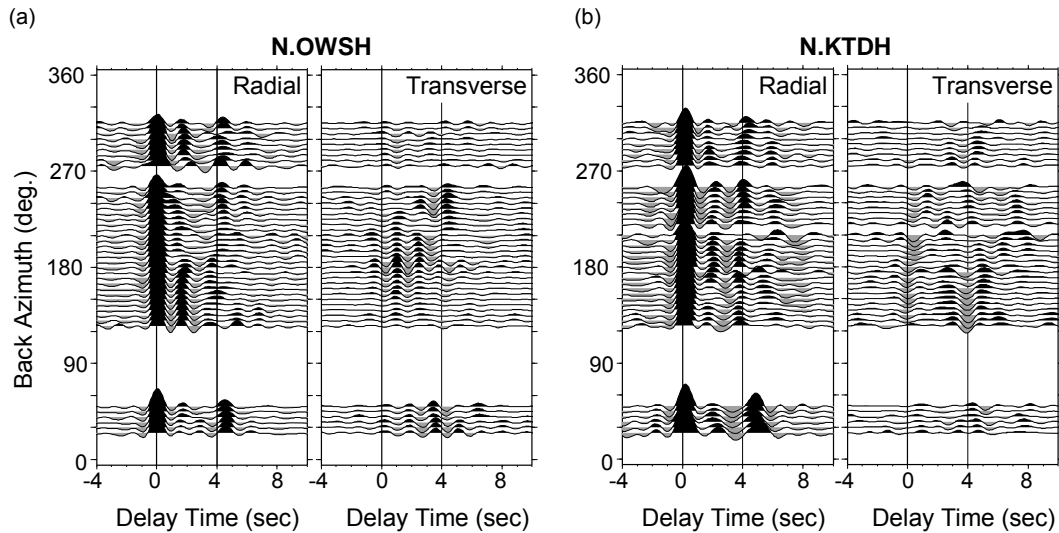 (a)
(b)
N.OWSH
N.KTDH
Radial
Transverse
Radial
Transverse
Back Azimuth (deg.)
360
270
180
90
0
360
270
180
90
0
-4 0 4 8
-4 0 4 8
-4 0 4 8
-4 0 4 8
Delay Time (sec)
Delay Time (sec)
Delay Time (sec)
Delay Time (sec)